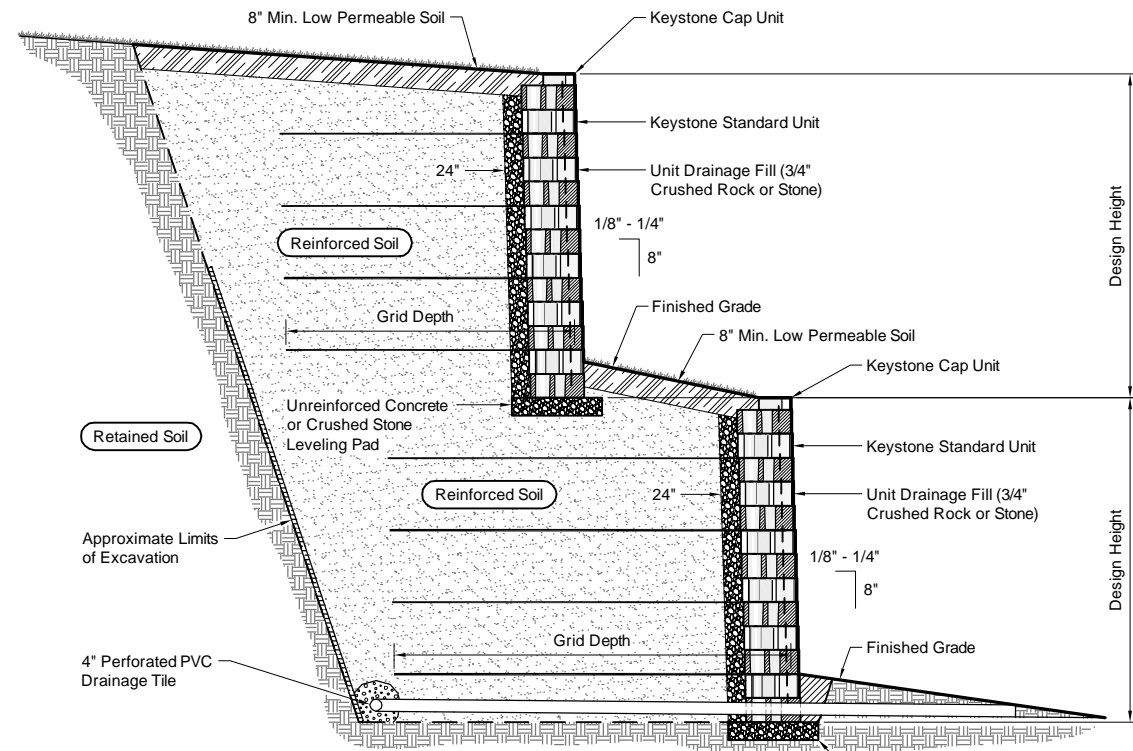 8" Min. Low Permeable Soil
Keystone Cap Unit
Keystone Standard Unit
24"
Unit Drainage Fill (3/4"
Crushed Rock or Stone)
1/8" - 1/4"
8"
Reinforced Soil
Design Height
Finished Grade
Grid Depth
8" Min. Low Permeable Soil
Keystone Cap Unit
Unreinforced Concrete
or Crushed Stone
Leveling Pad
Retained Soil
Keystone Standard Unit
Reinforced Soil
24"
Unit Drainage Fill (3/4"
Crushed Rock or Stone)
Approximate Limits
of Excavation
1/8" - 1/4"
8"
Design Height
Grid Depth
Finished Grade
4" Perforated PVC
Drainage Tile